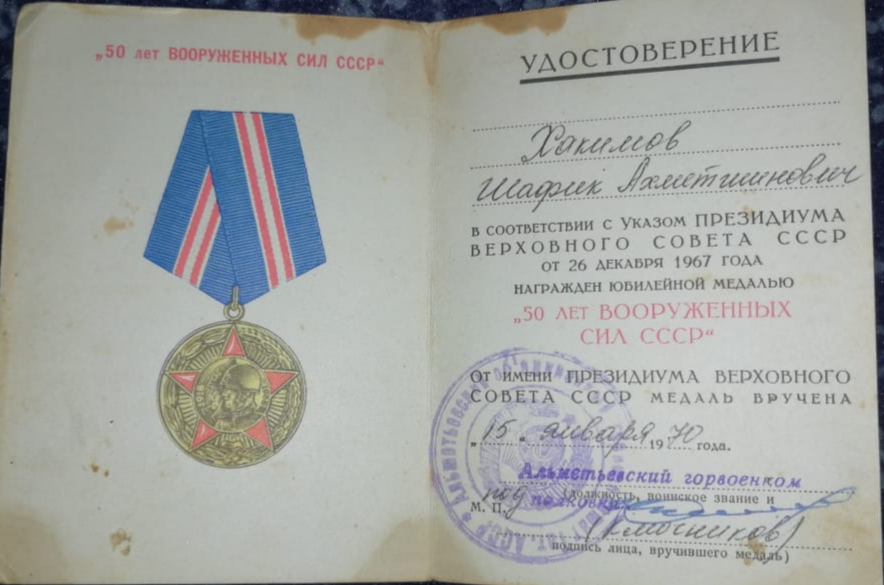 „50 лет ВООРУЖЕННЫХ СИЛ СССР“
УДОСТОВЕРЕНИЕ
Хакимов
Шафик Ахметшинович
В СООТВЕТСТВИИ С УКАЗОМ ПРЕЗИДИУМА
ВЕРХОВНОГО СОВЕТА СССР
ОТ 26 ДЕКАБРЯ 1967 ГОДА
НАГРАЖДЕН ЮБИЛЕЙНОЙ МЕДАЛЬЮ
„50 ЛЕТ ВООРУЖЕННЫХ
СИЛ СССР“
ОТ ИМЕНИ ПРЕЗИДИУМА ВЕРХОВНОГО
СОВЕТА СССР МЕДАЛЬ ВРУЧЕНА
„15“ января 1970 года.
Альметьевский горвоенком
(должность, воинское звание и
М. П. под полковник
подпись лица, вручившего медаль)